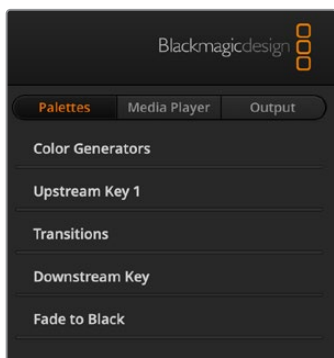 Blackmagicdesign
Palettes Media Player Output
Color Generators
Upstream Key 1
Transitions
Downstream Key
Fade to Black